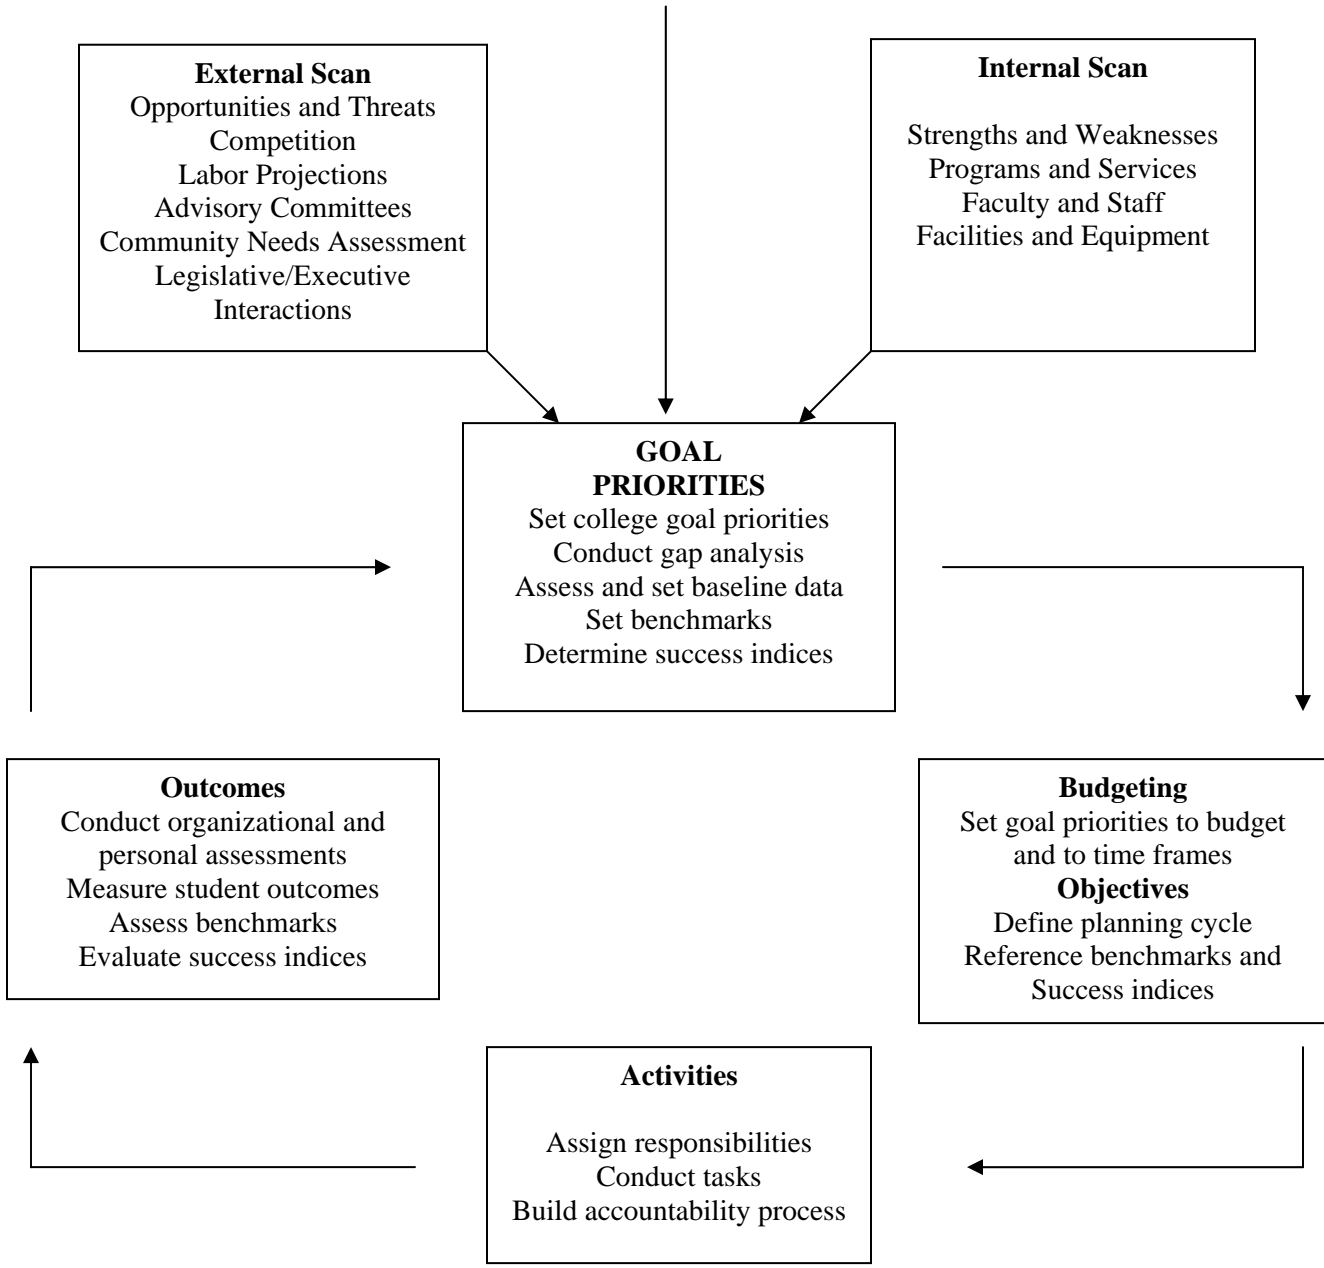 External Scan
Opportunities and Threats
Competition
Labor Projections
Advisory Committees
Community Needs Assessment
Legislative/Executive
Interactions
Internal Scan
Strengths and Weaknesses
Programs and Services
Faculty and Staff
Facilities and Equipment
GOAL
PRIORITIES
Set college goal priorities
Conduct gap analysis
Assess and set baseline data
Set benchmarks
Determine success indices
Outcomes
Conduct organizational and
personal assessments
Measure student outcomes
Assess benchmarks
Evaluate success indices
Budgeting
Set goal priorities to budget
and to time frames
Objectives
Define planning cycle
Reference benchmarks and
Success indices
Activities
Assign responsibilities
Conduct tasks
Build accountability process